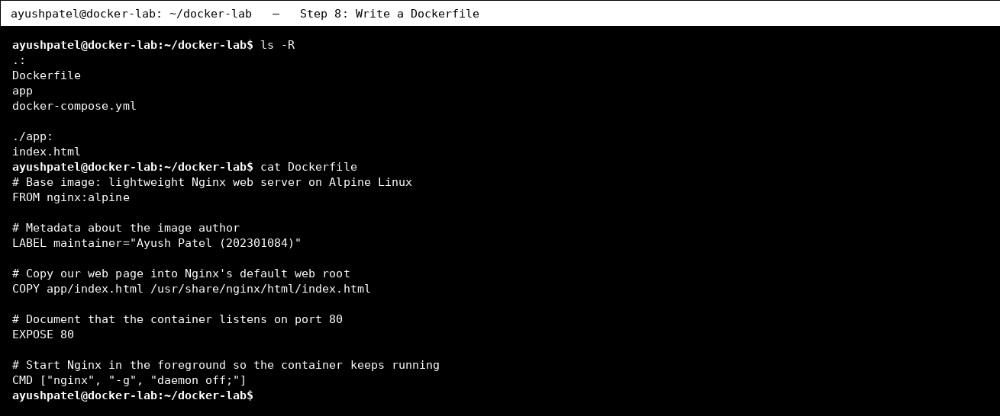 ayushpatel@docker-lab: ~/docker-lab   —   Step 8: Write a Dockerfile
ayushpatel@docker-lab:~/docker-lab$ ls -R
.:
Dockerfile
app
docker-compose.yml

./app:
index.html
ayushpatel@docker-lab:~/docker-lab$ cat Dockerfile
# Base image: lightweight Nginx web server on Alpine Linux
FROM nginx:alpine

# Metadata about the image author
LABEL maintainer="Ayush Patel (202301084)"

# Copy our web page into Nginx's default web root
COPY app/index.html /usr/share/nginx/html/index.html

# Document that the container listens on port 80
EXPOSE 80

# Start Nginx in the foreground so the container keeps running
CMD ["nginx", "-g", "daemon off;"]
ayushpatel@docker-lab:~/docker-lab$